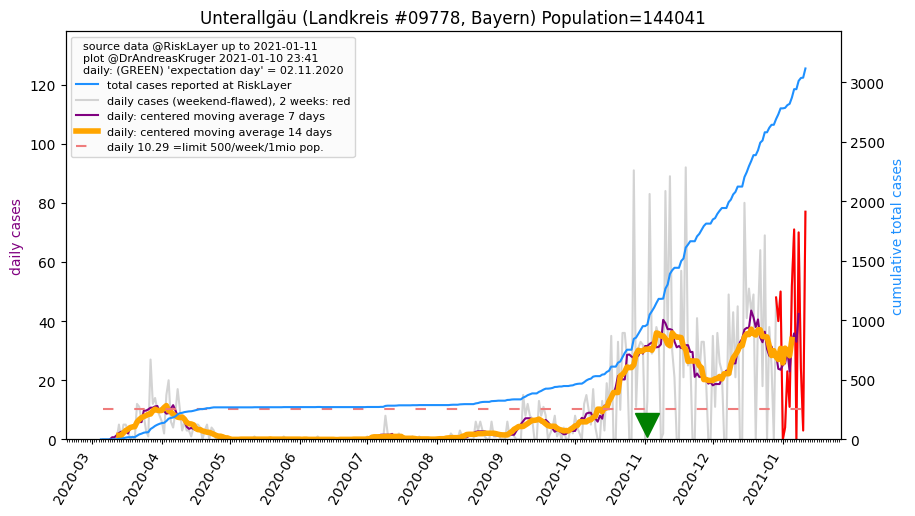 Unterallgäu (Landkreis #09778, Bayern) Population=144041
source data @RiskLayer up to 2021-01-11
plot @DrAndreasKruger 2021-01-10 23:41
daily: (GREEN) 'expectation day' = 02.11.2020
total cases reported at RiskLayer
daily cases (weekend-flawed), 2 weeks: red
daily: centered moving average 7 days
daily: centered moving average 14 days
daily 10.29 =limit 500/week/1mio pop.
daily cases
120
100
80
60
40
20
0
3000
2500
2000
1500
1000
500
0
cumulative total cases
2020-03
2020-04
2020-05
2020-06
2020-07
2020-08
2020-09
2020-10
2020-11
2020-12
2021-01